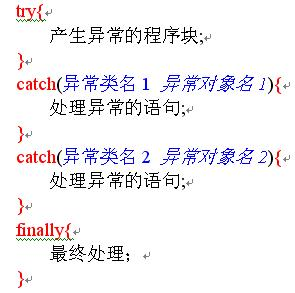 try{
产生异常的程序块;
}
catch(异常类名 1 异常对象名 1){
处理异常的语句;
}
catch(异常类名 2 异常对象名 2){
处理异常的语句;
}
finally{
最终处理；
}